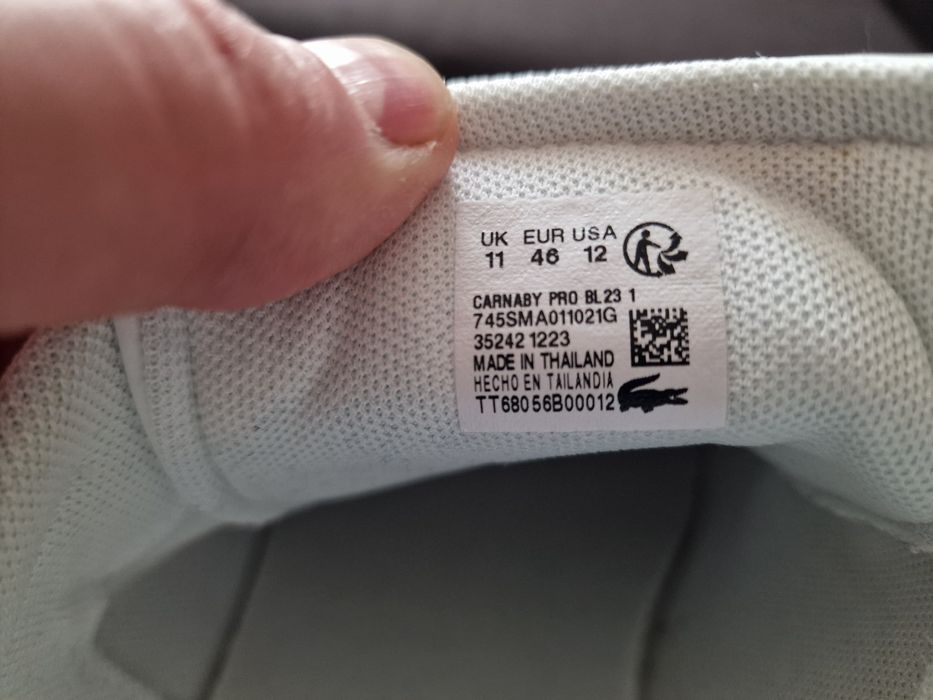 UK EUR USA
11 46 12
CARNABY PRO BL23 1
745SMA011021G
35242 1223
MADE IN THAILAND
HECHO EN TAILANDIA
TT68056B00012